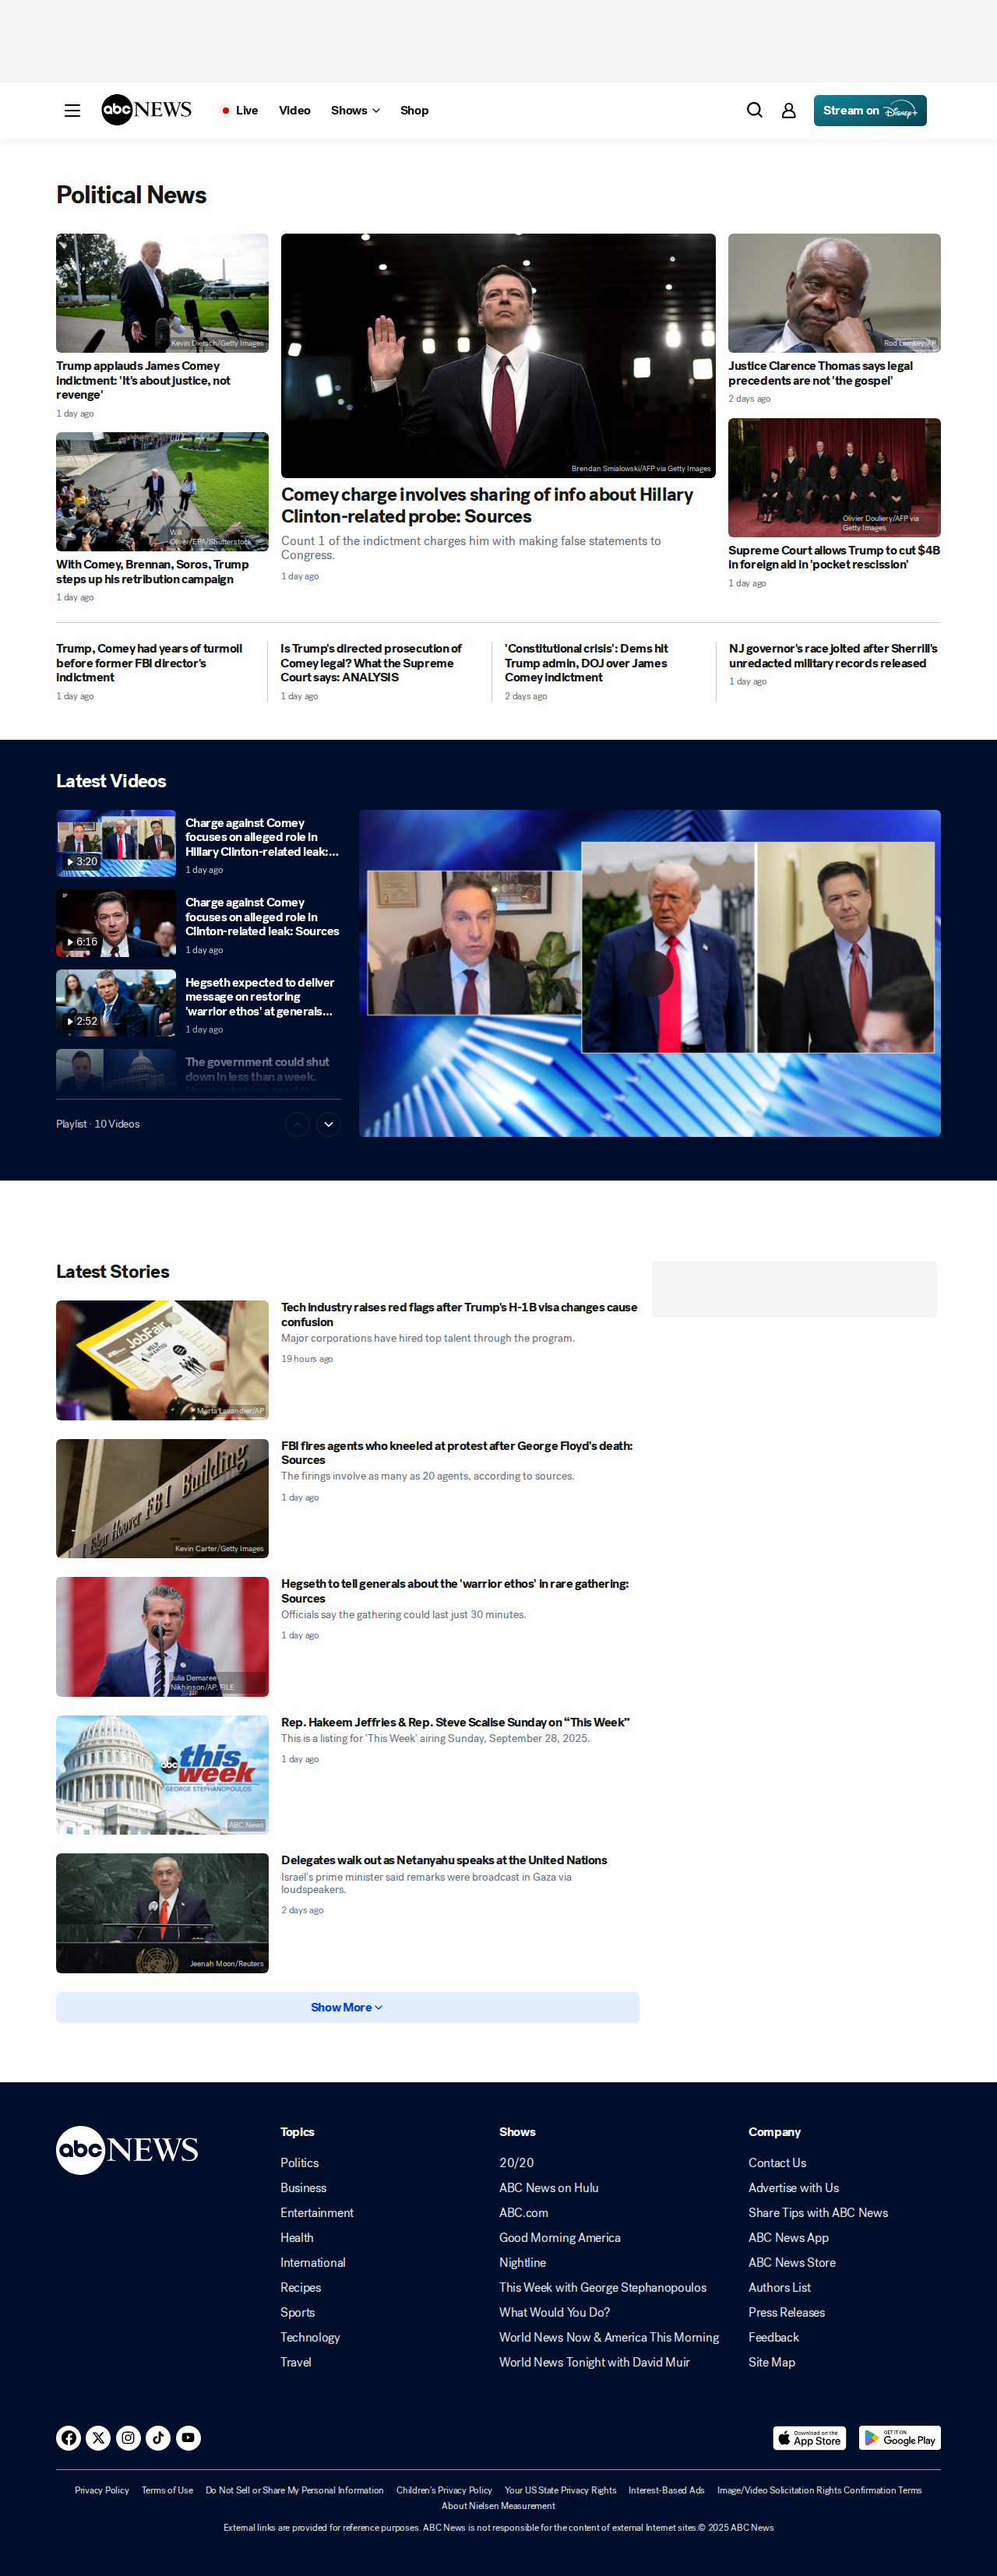 abc NEWS
Live
Video
Shows
Shop
Stream on Disney+
Political News
Kevin Dietsch/Getty Images
Trump applauds James Comey
indictment: 'It's about justice, not
revenge'
1 day ago
Will
Oliver/EPA/Shutterstock
With Comey, Brennan, Soros, Trump
steps up his retribution campaign
1 day ago
Brendan Smialowski/AFP via Getty Images
Comey charge involves sharing of info about Hillary
Clinton-related probe: Sources
Count 1 of the indictment charges him with making false statements to
Congress.
1 day ago
Rod Lamkey/AP
Justice Clarence Thomas says legal
precedents are not 'the gospel'
2 days ago
Olivier Douliery/AFP via
Getty Images
Supreme Court allows Trump to cut $4B
in foreign aid in 'pocket rescission'
1 day ago
Trump, Comey had years of turmoil
before former FBI director's
indictment
1 day ago
Is Trump's directed prosecution of
Comey legal? What the Supreme
Court says: ANALYSIS
1 day ago
'Constitutional crisis': Dems hit
Trump admin, DOJ over James
Comey indictment
2 days ago
NJ governor's race jolted after Sherrill's
unredacted military records released
1 day ago
Latest Videos
3:20
Charge against Comey
focuses on alleged role in
Hillary Clinton-related leak:...
1 day ago
6:16
Charge against Comey
focuses on alleged role in
Clinton-related leak: Sources
1 day ago
2:52
Hegseth expected to deliver
message on restoring
'warrior ethos' at generals...
1 day ago
The government could shut
down in less than a week.
Playlist · 10 Videos
Latest Stories
JobFair
HELP
WANTED
Marta Lavandier/AP
Tech industry raises red flags after Trump's H-1B visa changes cause
confusion
Major corporations have hired top talent through the program.
19 hours ago
J. Edgar Hoover FBI Building
Kevin Carter/Getty Images
FBI fires agents who kneeled at protest after George Floyd's death:
Sources
The firings involve as many as 20 agents, according to sources.
1 day ago
Julia Demaree
Nikhinson/AP, FILE
Hegseth to tell generals about the 'warrior ethos' in rare gathering:
Sources
Officials say the gathering could last just 30 minutes.
1 day ago
abc this
week
GEORGE STEPHANOPOULOS
ABC News
Rep. Hakeem Jeffries & Rep. Steve Scalise Sunday on “This Week”
This is a listing for 'This Week' airing Sunday, September 28, 2025.
1 day ago
Jeenah Moon/Reuters
Delegates walk out as Netanyahu speaks at the United Nations
Israel's prime minister said remarks were broadcast in Gaza via
loudspeakers.
2 days ago
Show More
abc NEWS
Topics
Politics
Business
Entertainment
Health
International
Recipes
Sports
Technology
Travel
Shows
20/20
ABC News on Hulu
ABC.com
Good Morning America
Nightline
This Week with George Stephanopoulos
What Would You Do?
World News Now & America This Morning
World News Tonight with David Muir
Company
Contact Us
Advertise with Us
Share Tips with ABC News
ABC News App
ABC News Store
Authors List
Press Releases
Feedback
Site Map
Download on the
App Store
GET IT ON
Google Play
Privacy Policy Terms of Use Do Not Sell or Share My Personal Information Children's Privacy Policy Your US State Privacy Rights Interest-Based Ads Image/Video Solicitation Rights Confirmation Terms
About Nielsen Measurement
External links are provided for reference purposes. ABC News is not responsible for the content of external Internet sites.© 2025 ABC News